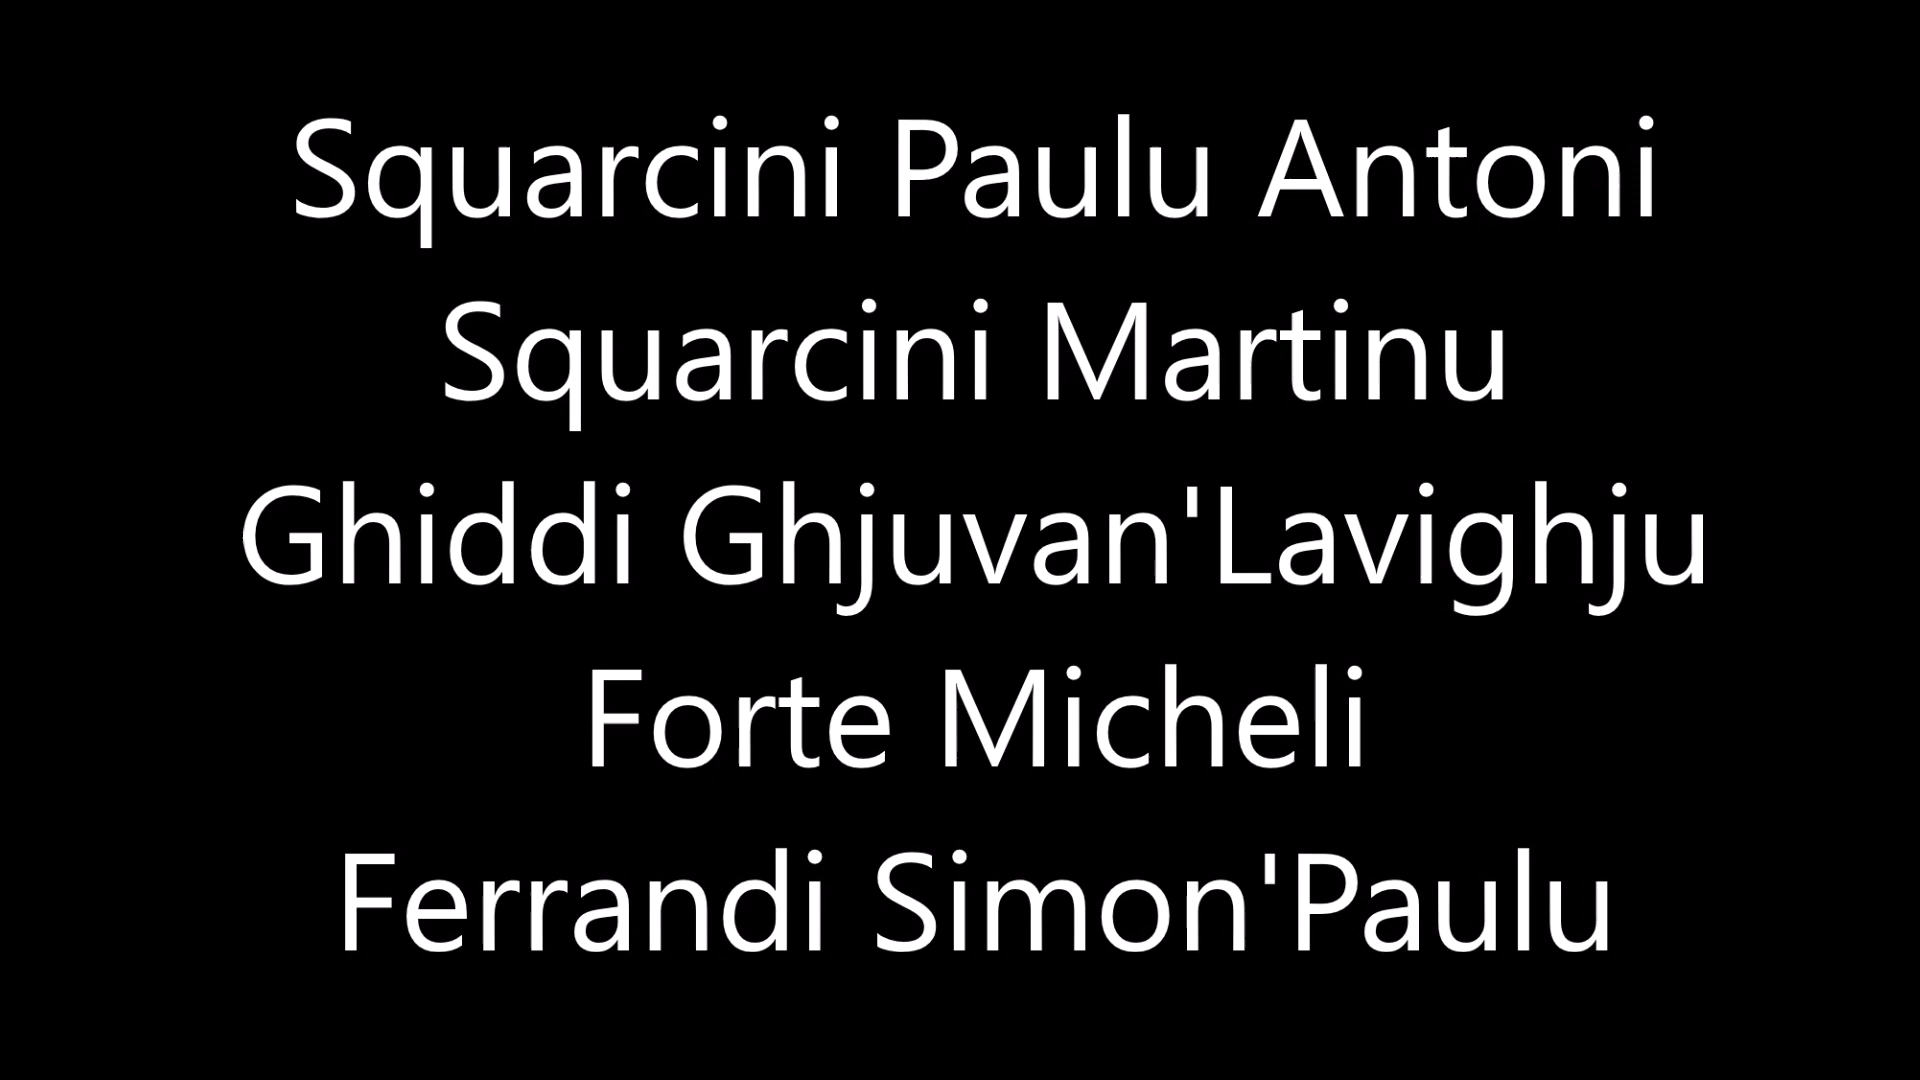 Squarcini Paulu Antoni
Squarcini Martinu
Ghiddi Ghjuvan'Lavighju
Forte Micheli
Ferrandi Simon'Paulu